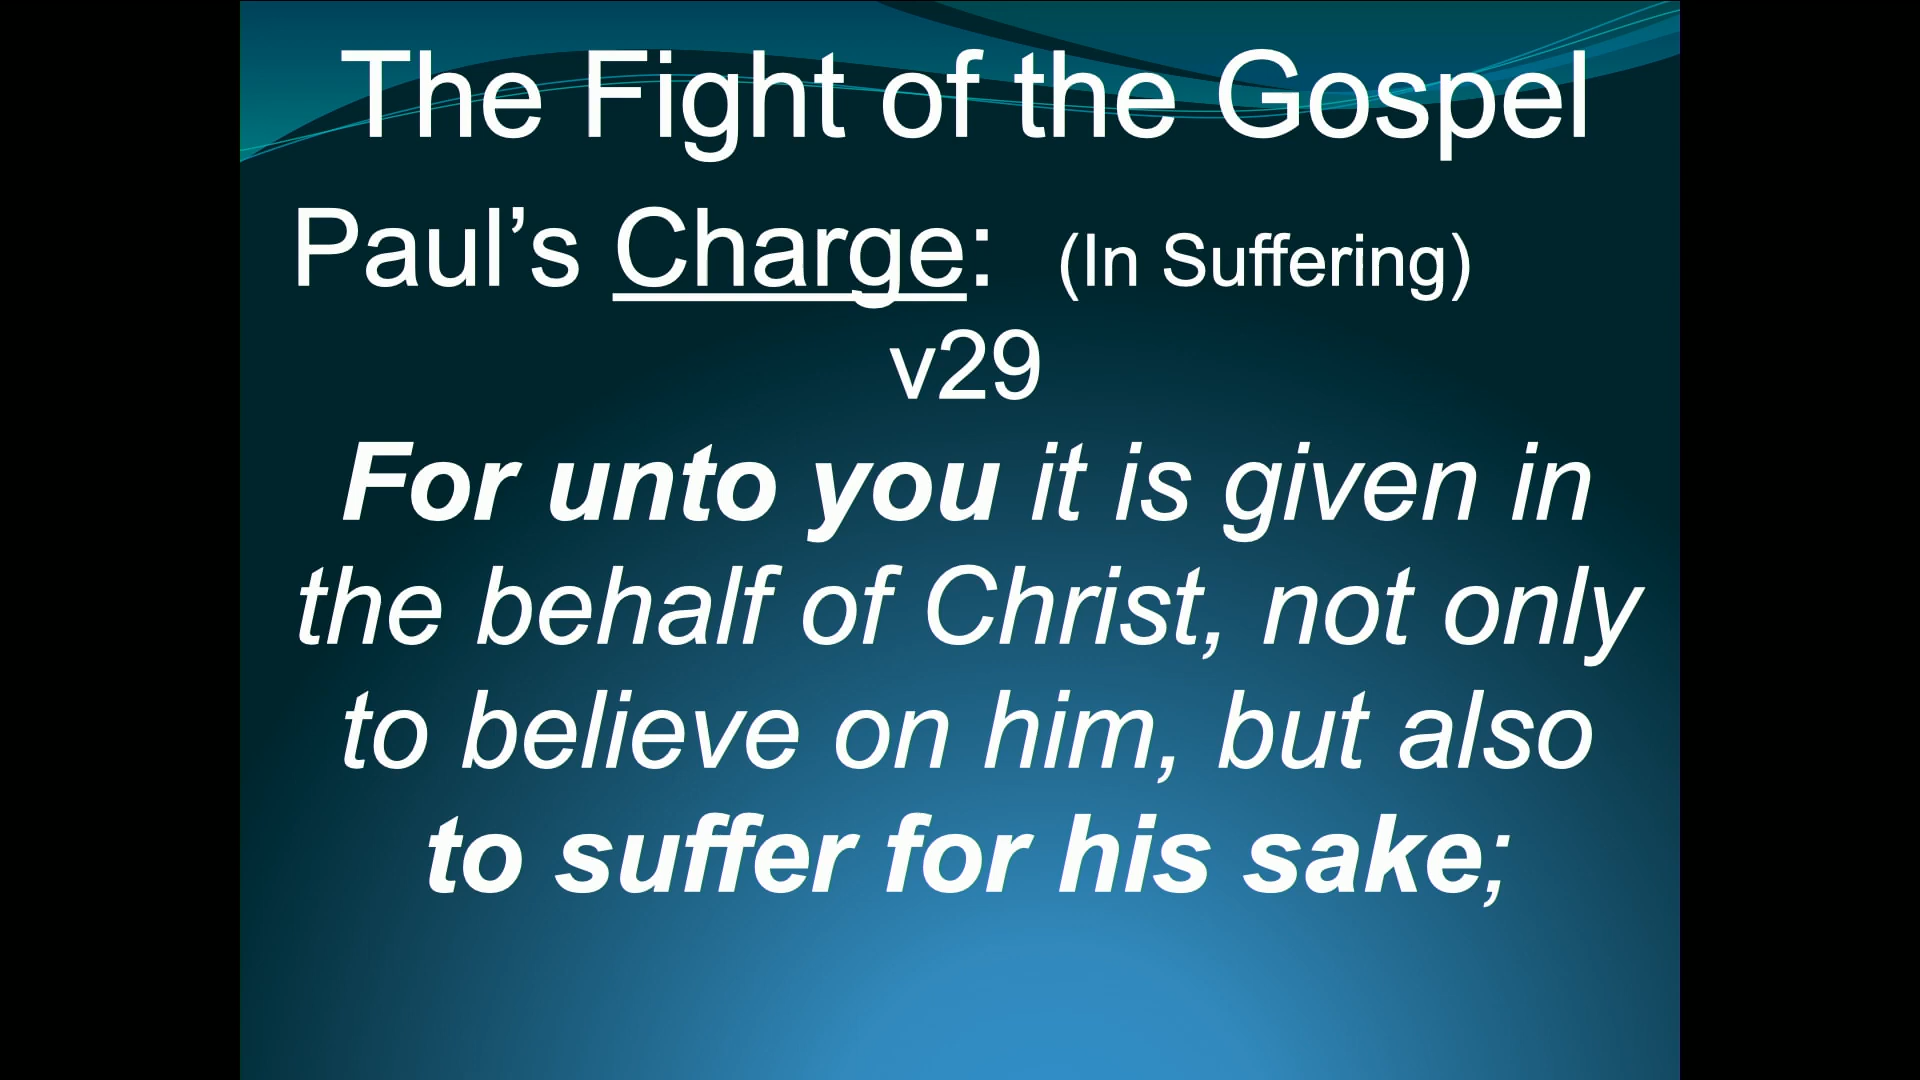 The Fight of the Gospel
Paul’s Charge: (In Suffering)
v29
For unto you it is given in
the behalf of Christ, not only
to believe on him, but also
to suffer for his sake;